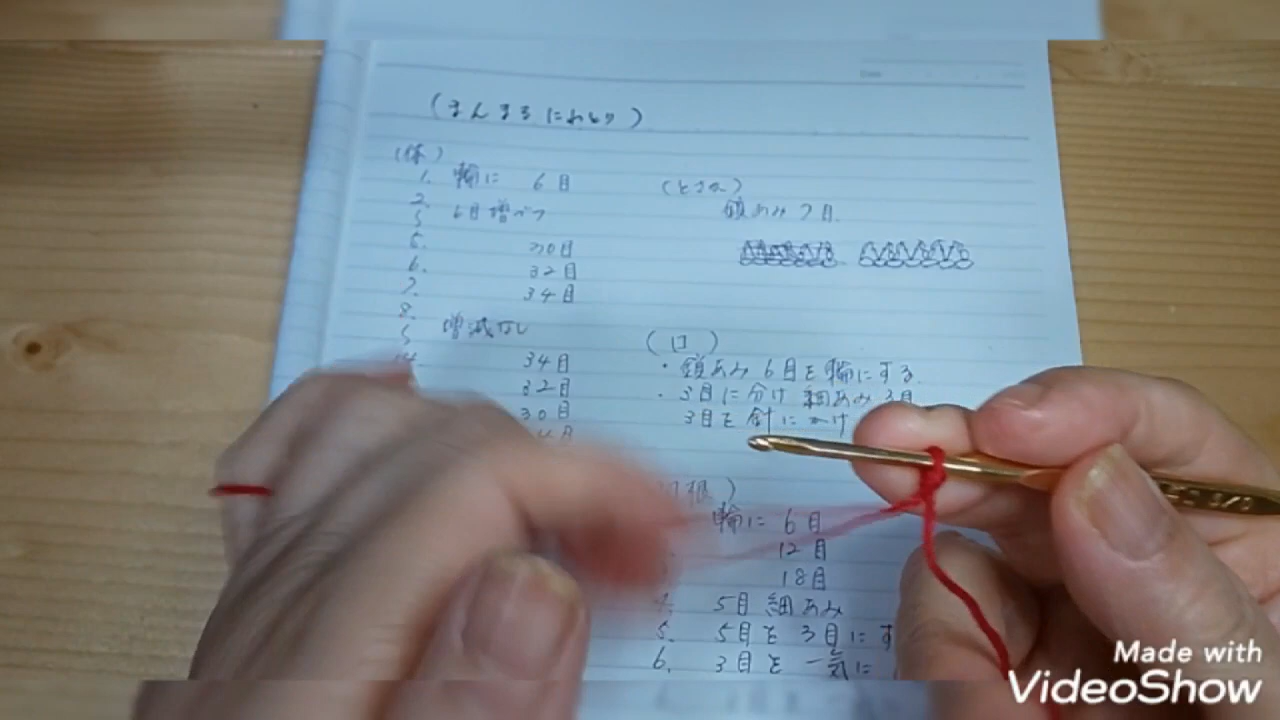 (まんまるにわとり)
(体)
1. 輪に 6目
2.
〜 6目増べつ
5. 30目
6. 32目
7. 34目
8.
〜 増減なし
14. 34目
32目
30目
(とさか)
鎖あみ7目
(口)
・鎖あみ 6目を輪にする
・3目に分け 細あみ3目
3目を針にかけ
輪に 6目
12目
18目
4. 5目 細あみ
5. 5目を3目にす
6. 3目を一気に
Made with
VideoShow